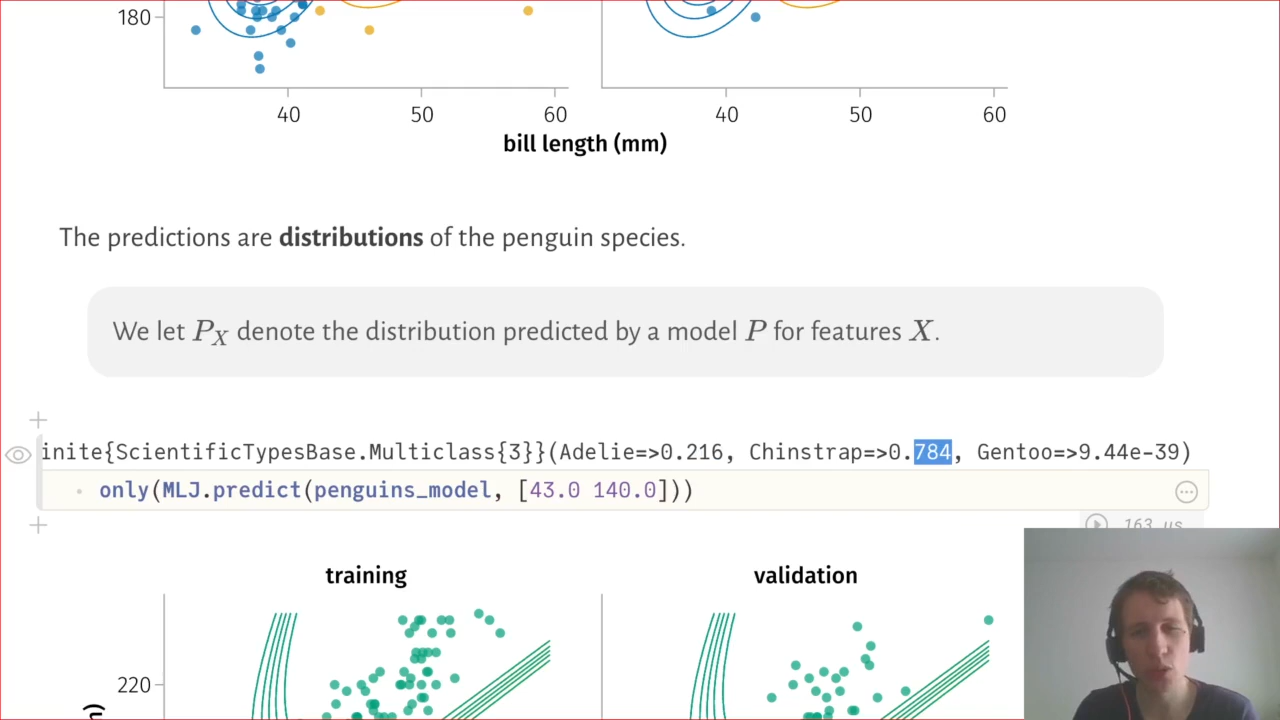 180
40 50 60 40 50 60
bill length (mm)
The predictions are distributions of the penguin species.
We let P_X denote the distribution predicted by a model P for features X.
inite{ScientificTypesBase.Multiclass{3}}(Adelie=>0.216, Chinstrap=>0.784, Gentoo=>9.44e-39)
only(MLJ.predict(penguins_model, [43.0 140.0]))
163 μs
training validation
220